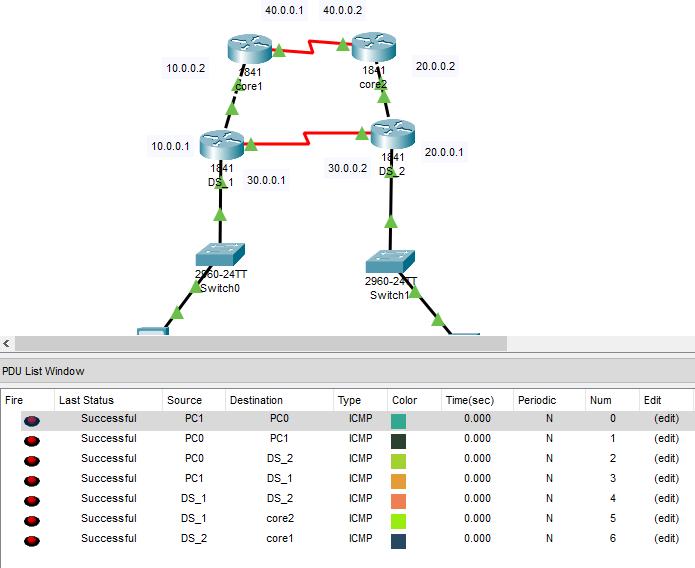 40.0.0.1 40.0.0.2
10.0.0.2 1841 1841 20.0.0.2
core1 core2
10.0.0.1 1841 1841 20.0.0.1
DS_1 30.0.0.1 30.0.0.2 DS_2
2960-24TT 2960-24TT
Switch0 Switch1
PDU List Window
Fire Last Status Source Destination Type Color Time(sec) Periodic Num Edit
Successful PC1 PC0 ICMP 0.000 N 0 (edit)
Successful PC0 PC1 ICMP 0.000 N 1 (edit)
Successful PC0 DS_2 ICMP 0.000 N 2 (edit)
Successful PC1 DS_1 ICMP 0.000 N 3 (edit)
Successful DS_1 DS_2 ICMP 0.000 N 4 (edit)
Successful DS_1 core2 ICMP 0.000 N 5 (edit)
Successful DS_2 core1 ICMP 0.000 N 6 (edit)